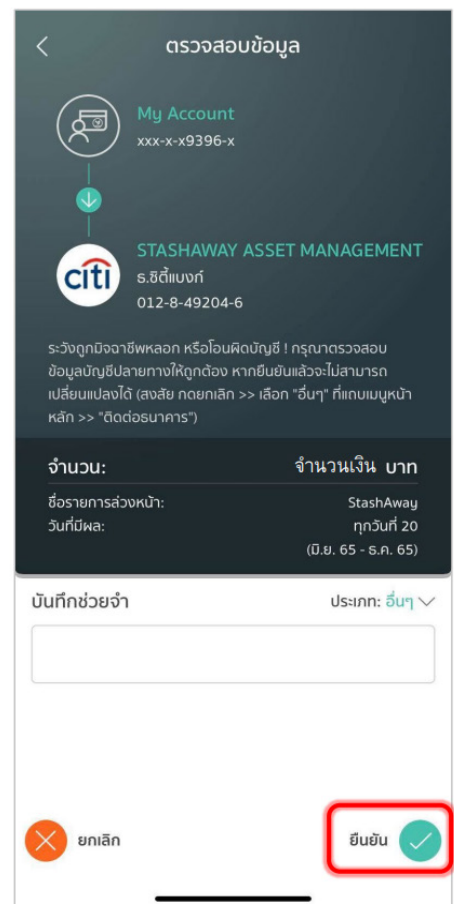 ตรวจสอบข้อมูล
My Account
xxx-x-x9396-x
citi
STASHAWAY ASSET MANAGEMENT
ธ.ซิตี้แบงก์
012-8-49204-6
ระวังถูกมิจฉาชีพหลอก หรือโอนผิดบัญชี ! กรุณาตรวจสอบ
ข้อมูลบัญชีปลายทางให้ถูกต้อง หากยืนยันแล้วจะไม่สามารถ
เปลี่ยนแปลงได้ (สงสัย กดยกเลิก >> เลือก "อื่นๆ" ที่แถบเมนูหน้า
หลัก >> "ติดต่อธนาคาร")
จำนวน: จำนวนเงิน บาท
ชื่อรายการล่วงหน้า: StashAway
วันที่มีผล: ทุกวันที่ 20
(มิ.ย. 65 - ธ.ค. 65)
บันทึกช่วยจำ ประเภท: อื่นๆ
ยกเลิก ยืนยัน